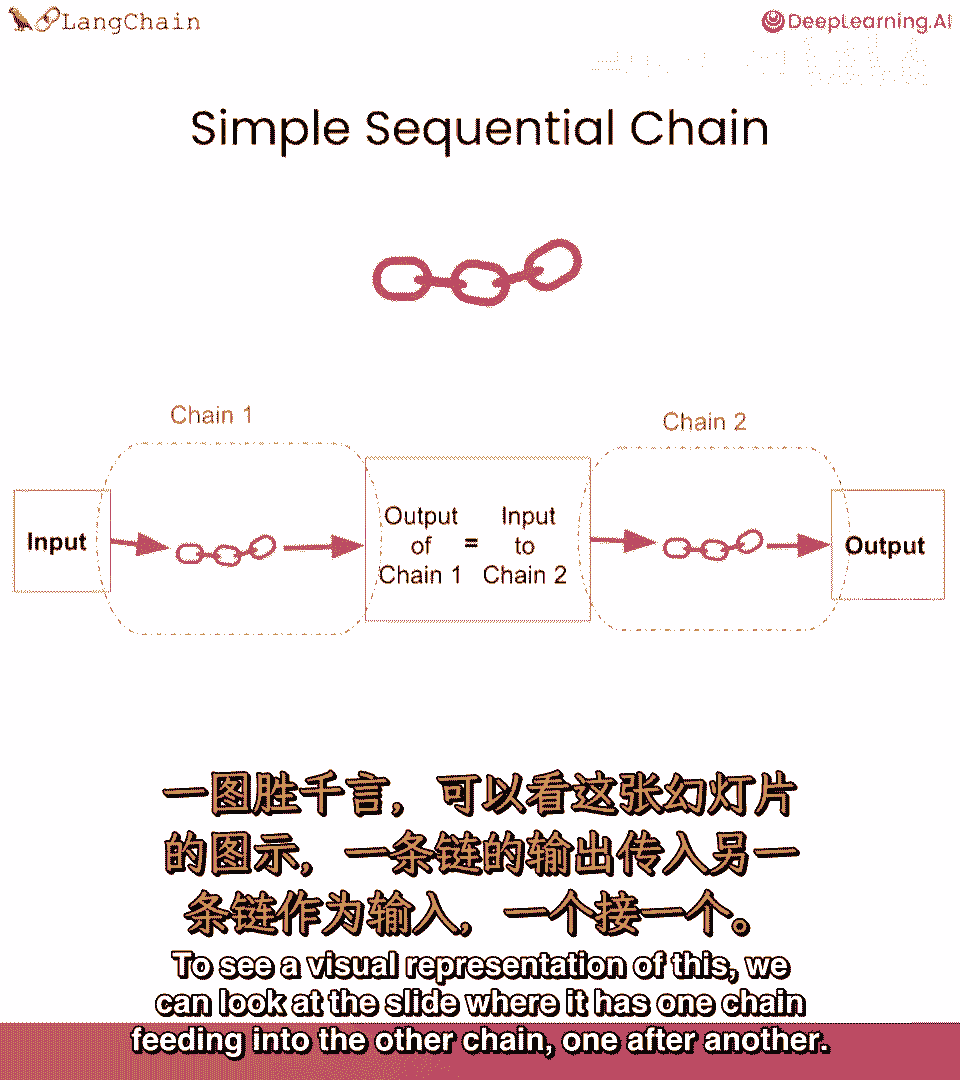 LangChain
DeepLearning.AI
Simple Sequential Chain
Chain 1
Chain 2
Input
Output
of
Chain 1
=
Input
to
Chain 2
Output
一图胜千言，可以看这张幻灯片
的图示，一条链的输出传入另一
条链作为输入，一个接一个。
To see a visual representation of this, we
can look at the slide where it has one chain
feeding into the other chain, one after another.